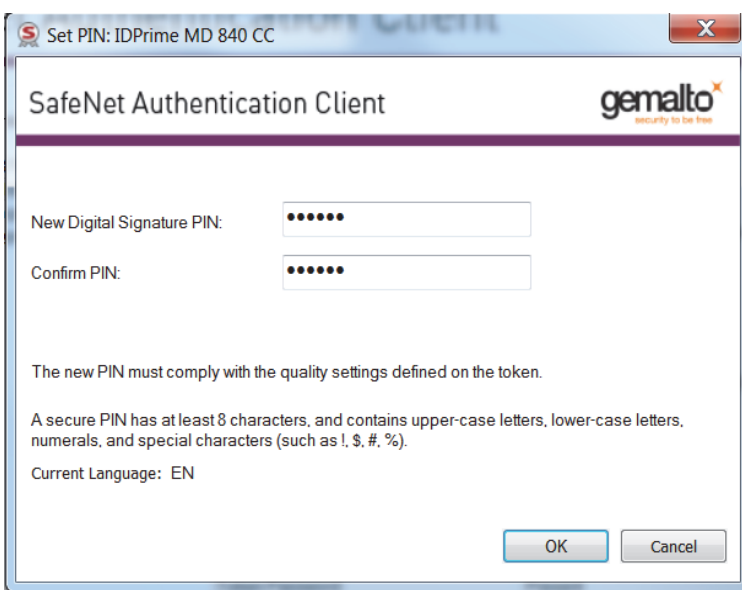 Authentication Client
Set PIN: IDPrime MD 840 CC
SafeNet Authentication Client
gemalto
security to be free
New Digital Signature PIN:
••••••
Confirm PIN:
••••••
The new PIN must comply with the quality settings defined on the token.
A secure PIN has at least 8 characters, and contains upper-case letters, lower-case letters,
numerals, and special characters (such as !, $, #, %).
Current Language: EN
OK
Cancel